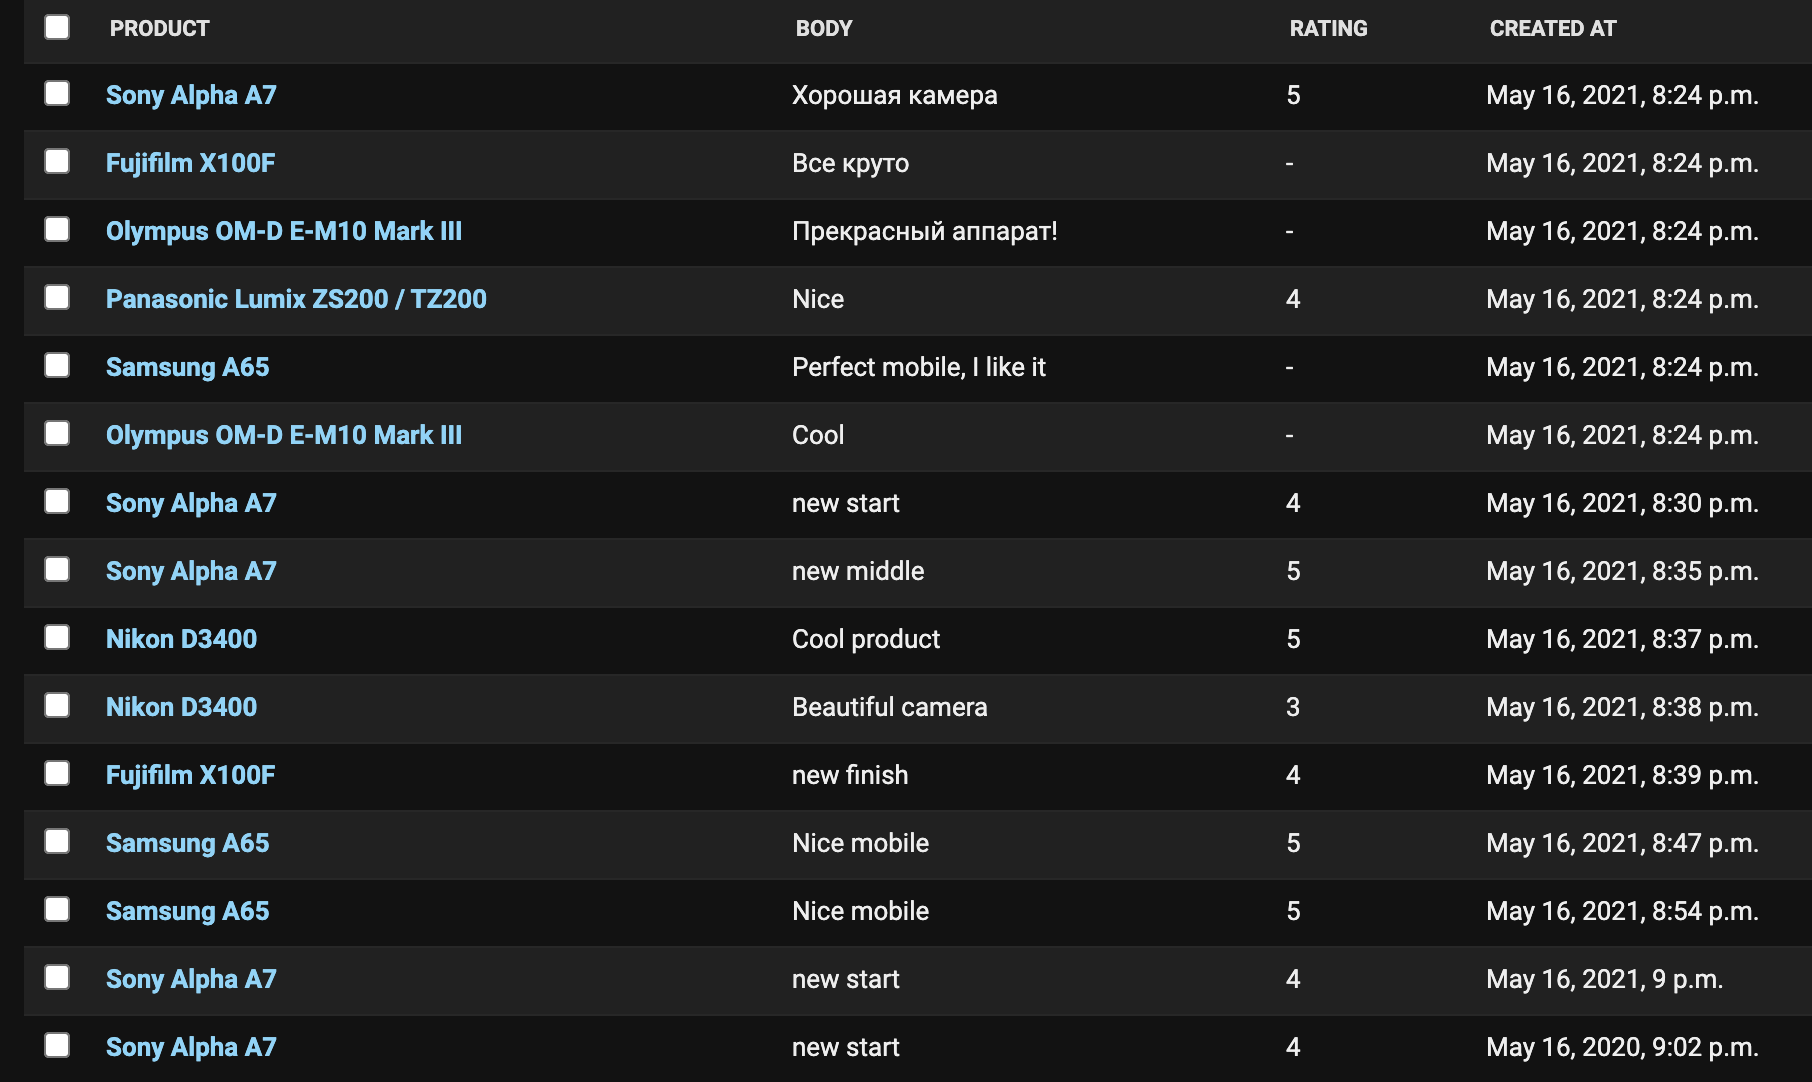 PRODUCT BODY RATING CREATED AT
Sony Alpha A7 Хорошая камера 5 May 16, 2021, 8:24 p.m.
Fujifilm X100F Все круто - May 16, 2021, 8:24 p.m.
Olympus OM-D E-M10 Mark III Прекрасный аппарат! - May 16, 2021, 8:24 p.m.
Panasonic Lumix ZS200 / TZ200 Nice 4 May 16, 2021, 8:24 p.m.
Samsung A65 Perfect mobile, I like it - May 16, 2021, 8:24 p.m.
Olympus OM-D E-M10 Mark III Cool - May 16, 2021, 8:24 p.m.
Sony Alpha A7 new start 4 May 16, 2021, 8:30 p.m.
Sony Alpha A7 new middle 5 May 16, 2021, 8:35 p.m.
Nikon D3400 Cool product 5 May 16, 2021, 8:37 p.m.
Nikon D3400 Beautiful camera 3 May 16, 2021, 8:38 p.m.
Fujifilm X100F new finish 4 May 16, 2021, 8:39 p.m.
Samsung A65 Nice mobile 5 May 16, 2021, 8:47 p.m.
Samsung A65 Nice mobile 5 May 16, 2021, 8:54 p.m.
Sony Alpha A7 new start 4 May 16, 2021, 9 p.m.
Sony Alpha A7 new start 4 May 16, 2020, 9:02 p.m.